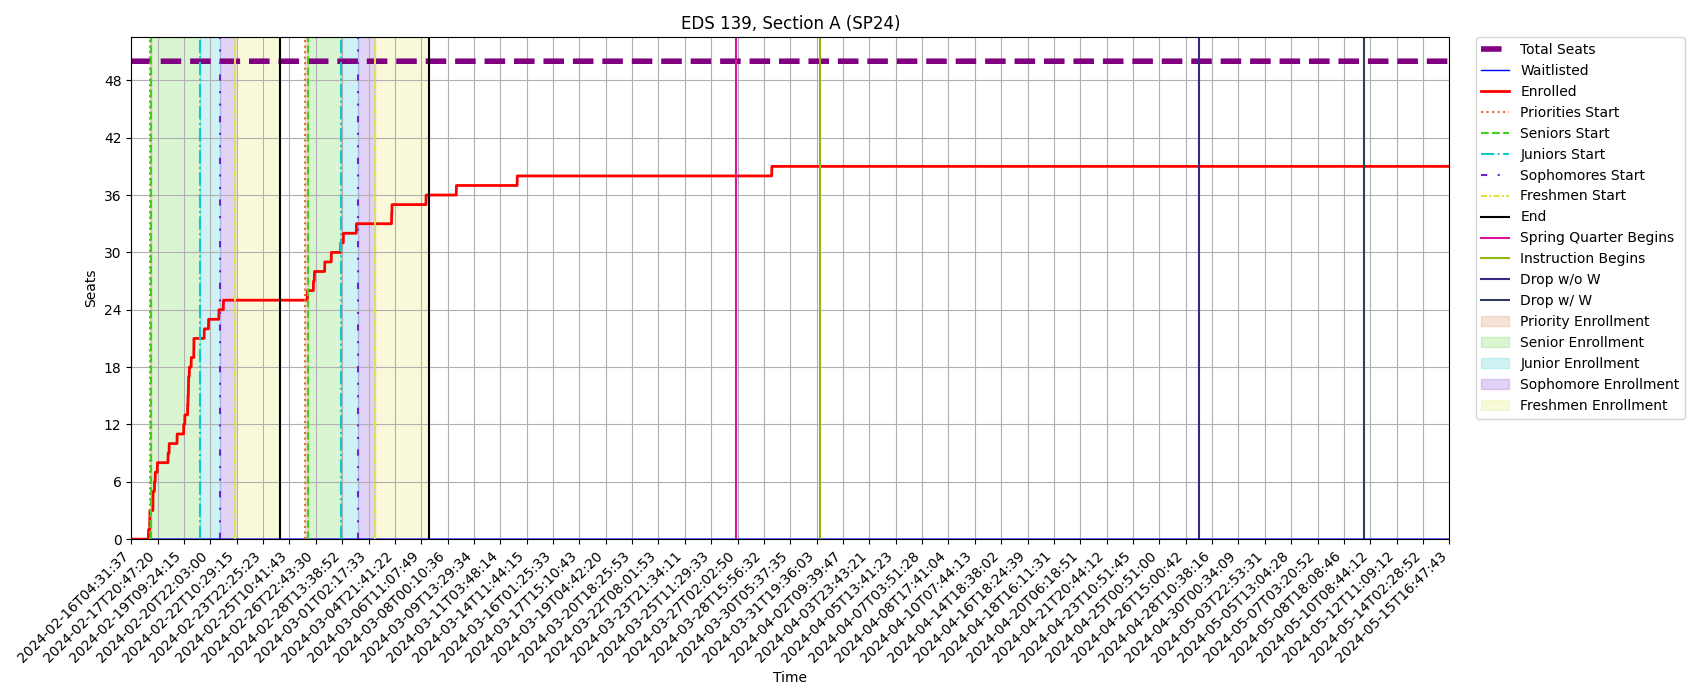 EDS 139, Section A (SP24)
Total Seats
Waitlisted
Enrolled
Priorities Start
Seniors Start
Juniors Start
Sophomores Start
Freshmen Start
End
Spring Quarter Begins
Instruction Begins
Drop w/o W
Drop w/ W
Priority Enrollment
Senior Enrollment
Junior Enrollment
Sophomore Enrollment
Freshmen Enrollment
Seats
48
42
36
30
24
18
12
6
0
2024-02-16T04:31:37
2024-02-17T20:47:20
2024-02-19T09:24:15
2024-02-20T22:03:00
2024-02-22T10:29:15
2024-02-23T22:25:23
2024-02-25T10:41:43
2024-02-26T22:43:30
2024-02-28T13:38:52
2024-03-01T02:17:33
2024-03-04T21:41:22
2024-03-06T11:07:49
2024-03-08T00:10:36
2024-03-09T13:29:34
2024-03-11T03:48:14
2024-03-14T11:44:15
2024-03-16T01:25:33
2024-03-17T15:10:43
2024-03-19T04:42:20
2024-03-20T18:25:53
2024-03-22T08:01:53
2024-03-23T21:34:11
2024-03-25T11:29:33
2024-03-27T02:02:50
2024-03-28T15:56:32
2024-03-30T05:37:35
2024-03-31T19:36:03
2024-04-02T09:39:47
2024-04-03T23:43:21
2024-04-05T13:41:23
2024-04-07T03:51:28
2024-04-08T17:41:04
2024-04-10T07:44:13
2024-04-14T18:38:02
2024-04-16T18:24:39
2024-04-18T16:11:31
2024-04-20T06:18:51
2024-04-21T20:44:12
2024-04-23T10:51:45
2024-04-25T00:51:00
2024-04-26T15:00:42
2024-04-28T10:38:16
2024-04-30T00:34:09
2024-05-03T22:53:31
2024-05-05T13:04:28
2024-05-07T03:20:52
2024-05-08T18:08:46
2024-05-10T08:44:12
2024-05-12T11:09:12
2024-05-14T02:28:52
2024-05-15T16:47:43
Time